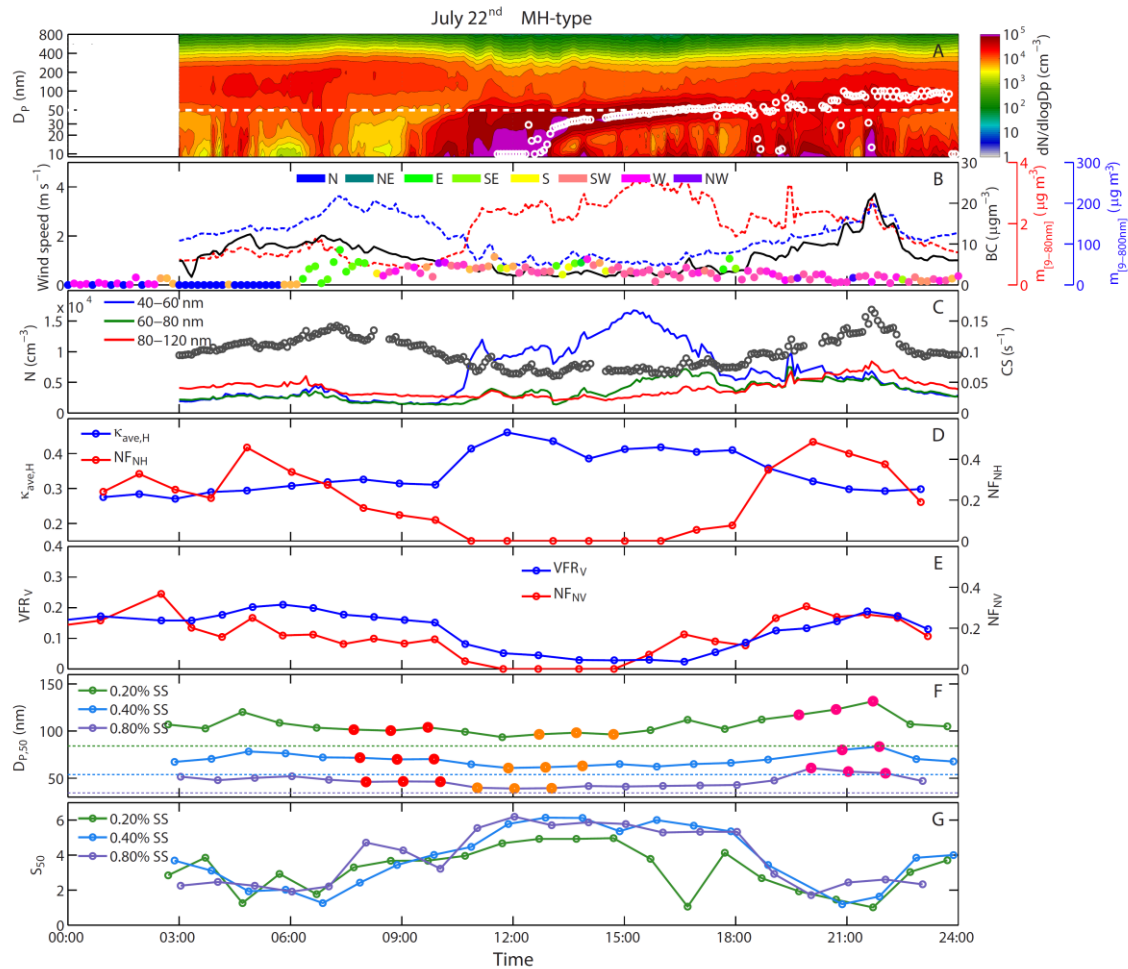 July 22nd MH-type
A
800
400
200
100
50
30
20
10
DP (nm)
10^5
10^4
10^3
10^2
10
1
dN/dlogDp (cm−3)
B
N NE E SE S SW W NW
4
2
0
Wind speed (m s−1)
30
20
10
0
BC (μgm−3)
4
2
0
m[9−80nm] (μg m3)
300
200
100
0
m[9−800nm] (μg m3)
C
×10^4
40−60 nm
60−80 nm
80−120 nm
1.5
1
0.5
0
N (cm−3)
0.15
0.1
0.05
0
CS (s−1)
D
κave,H
NFNH
0.4
0.3
0.2
κave,H
0.4
0.2
0
NFNH
E
VFRV
NFNV
0.4
0.3
0.2
0.1
0
VFRV
0.4
0.2
0
NFNV
F
0.20% SS
0.40% SS
0.80% SS
150
100
50
DP,50 (nm)
G
0.20% SS
0.40% SS
0.80% SS
6
4
2
0
S50
00:00 03:00 06:00 09:00 12:00 15:00 18:00 21:00 24:00
Time